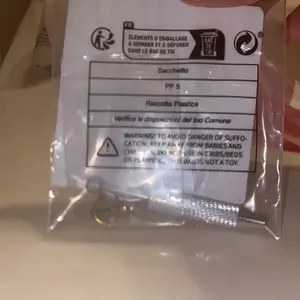 FR
ÉLÉMENTS D'EMBALLAGE
À SÉPARER ET À DÉPOSER
DANS LE BAC DE TRI
Sacchetto
PP 5
Raccolta Plastica
Verifica le disposizioni del tuo Comune
WARNING: TO AVOID DANGER OF SUFFO-
CATION, KEEP AWAY FROM BABIES AND
CHILDREN. DO NOT USE IN CRIBS/BEDS
OR PLAYPENS. THIS BAG IS NOT A TOY.